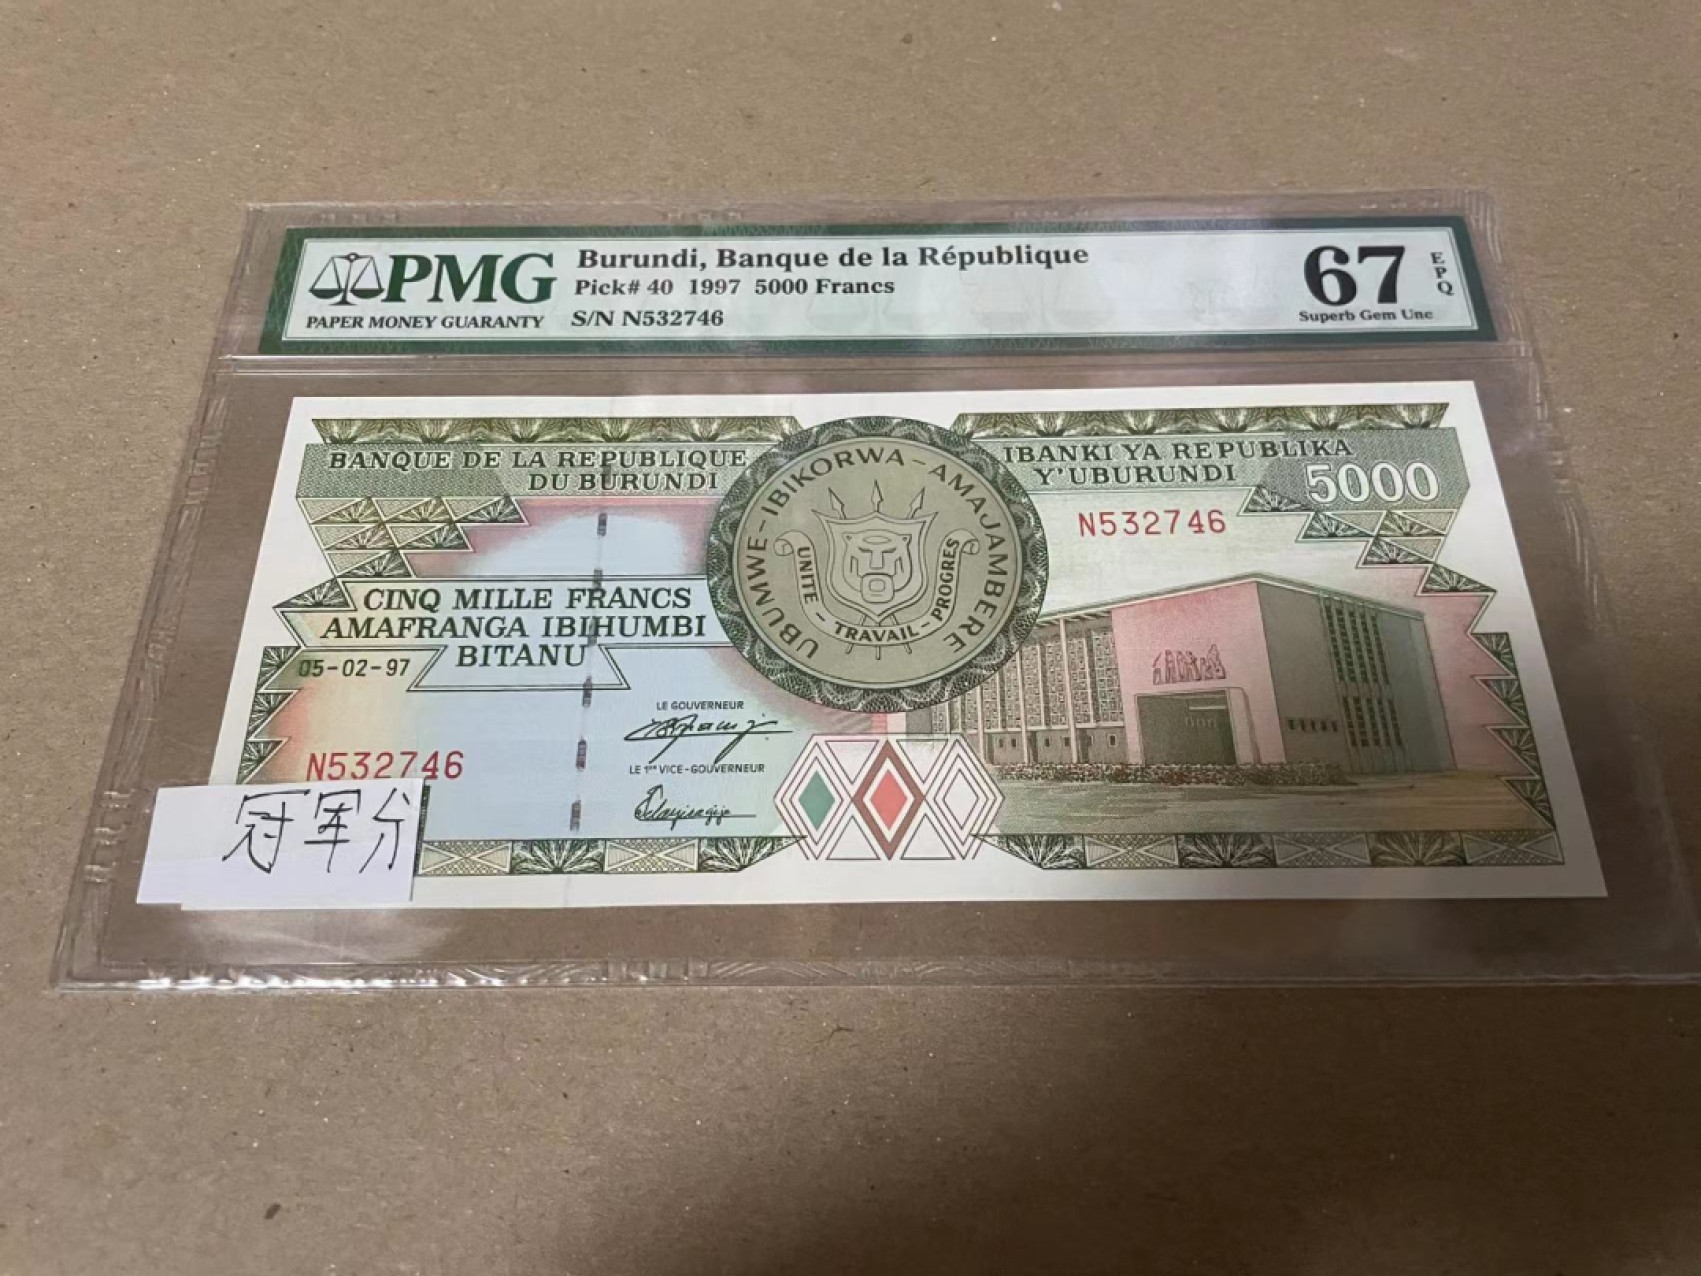 PMG
PAPER MONEY GUARANTY
Burundi, Banque de la République
Pick# 40 1997 5000 Francs
S/N N532746
67
EPQ
Superb Gem Unc
BANQUE DE LA REPUBLIQUE
DU BURUNDI
IBANKI YA REPUBLIKA
Y'UBURUNDI
5000
N532746
UBUMWE-IBIKORWA-AMAJAMBERE
UNITE - TRAVAIL - PROGRES
CINQ MILLE FRANCS
AMAFRANGA IBIHUMBI
BITANU
05-02-97
LE GOUVERNEUR
LE 1ER VICE-GOUVERNEUR
N532746
冠军分